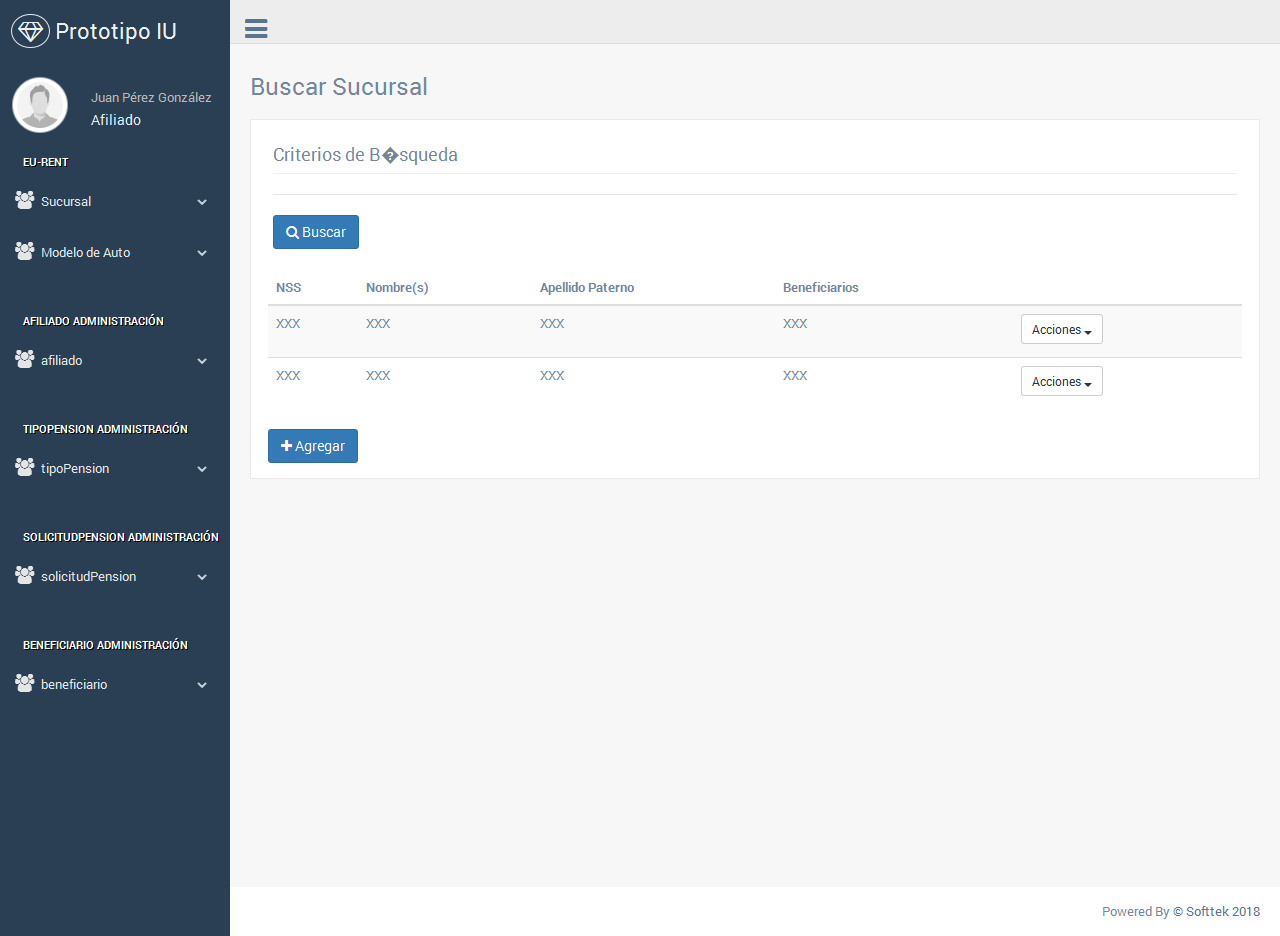 Prototipo IU
Juan Pérez González
Afiliado
EU-RENT
Sucursal
Modelo de Auto
AFILIADO ADMINISTRACIÓN
afiliado
TIPOPENSION ADMINISTRACIÓN
tipoPension
SOLICITUDPENSION ADMINISTRACIÓN
solicitudPension
BENEFICIARIO ADMINISTRACIÓN
beneficiario
Buscar Sucursal
Criterios de B�squeda
Buscar
NSS Nombre(s) Apellido Paterno Beneficiarios
XXX XXX XXX XXX Acciones
XXX XXX XXX XXX Acciones
Agregar
Powered By © Softtek 2018